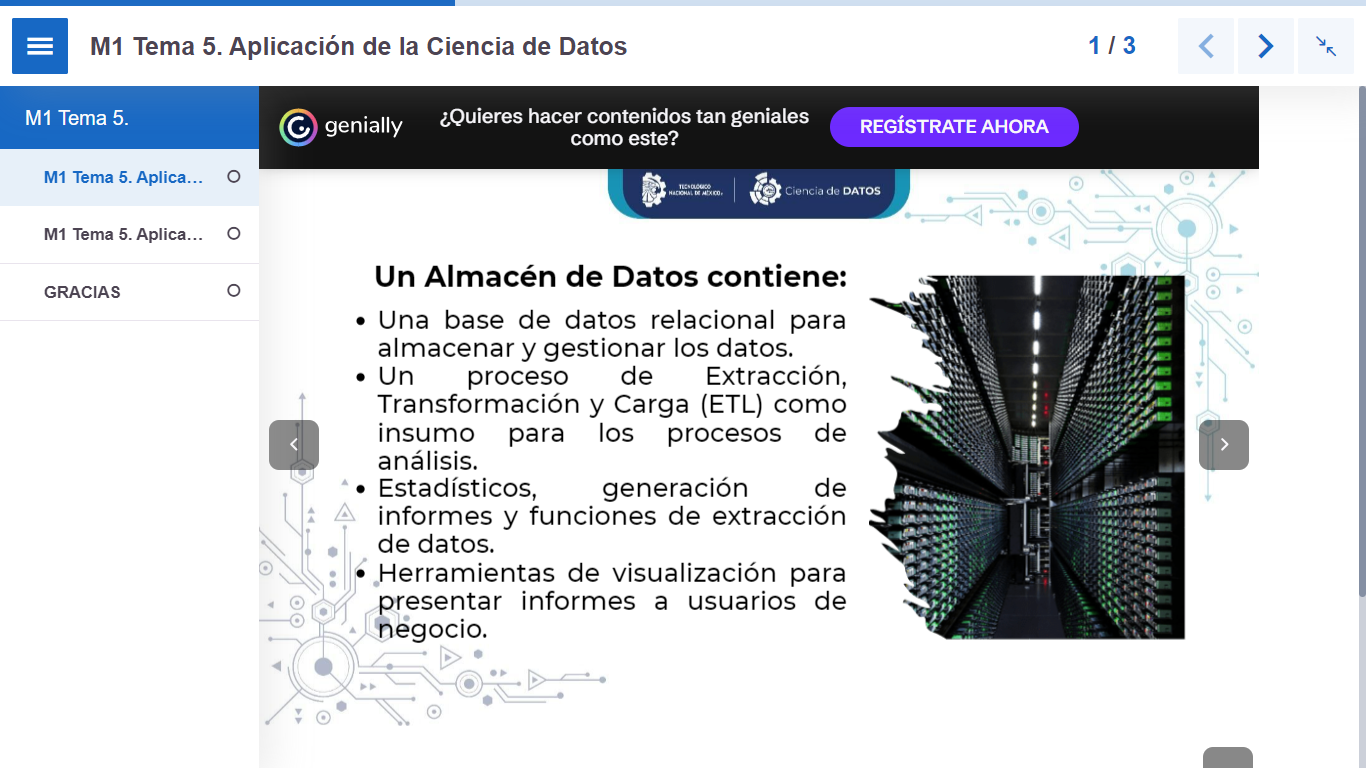 M1 Tema 5. Aplicación de la Ciencia de Datos
1 / 3
M1 Tema 5.
M1 Tema 5. Aplica...
M1 Tema 5. Aplica...
GRACIAS
genially
¿Quieres hacer contenidos tan geniales
como este?
REGÍSTRATE AHORA
TECNOLÓGICO
NACIONAL DE MÉXICO
Ciencia de DATOS
Un Almacén de Datos contiene:
• Una base de datos relacional para
almacenar y gestionar los datos.
• Un proceso de Extracción,
Transformación y Carga (ETL) como
insumo para los procesos de
análisis.
• Estadísticos, generación de
informes y funciones de extracción
de datos.
• Herramientas de visualización para
presentar informes a usuarios de
negocio.